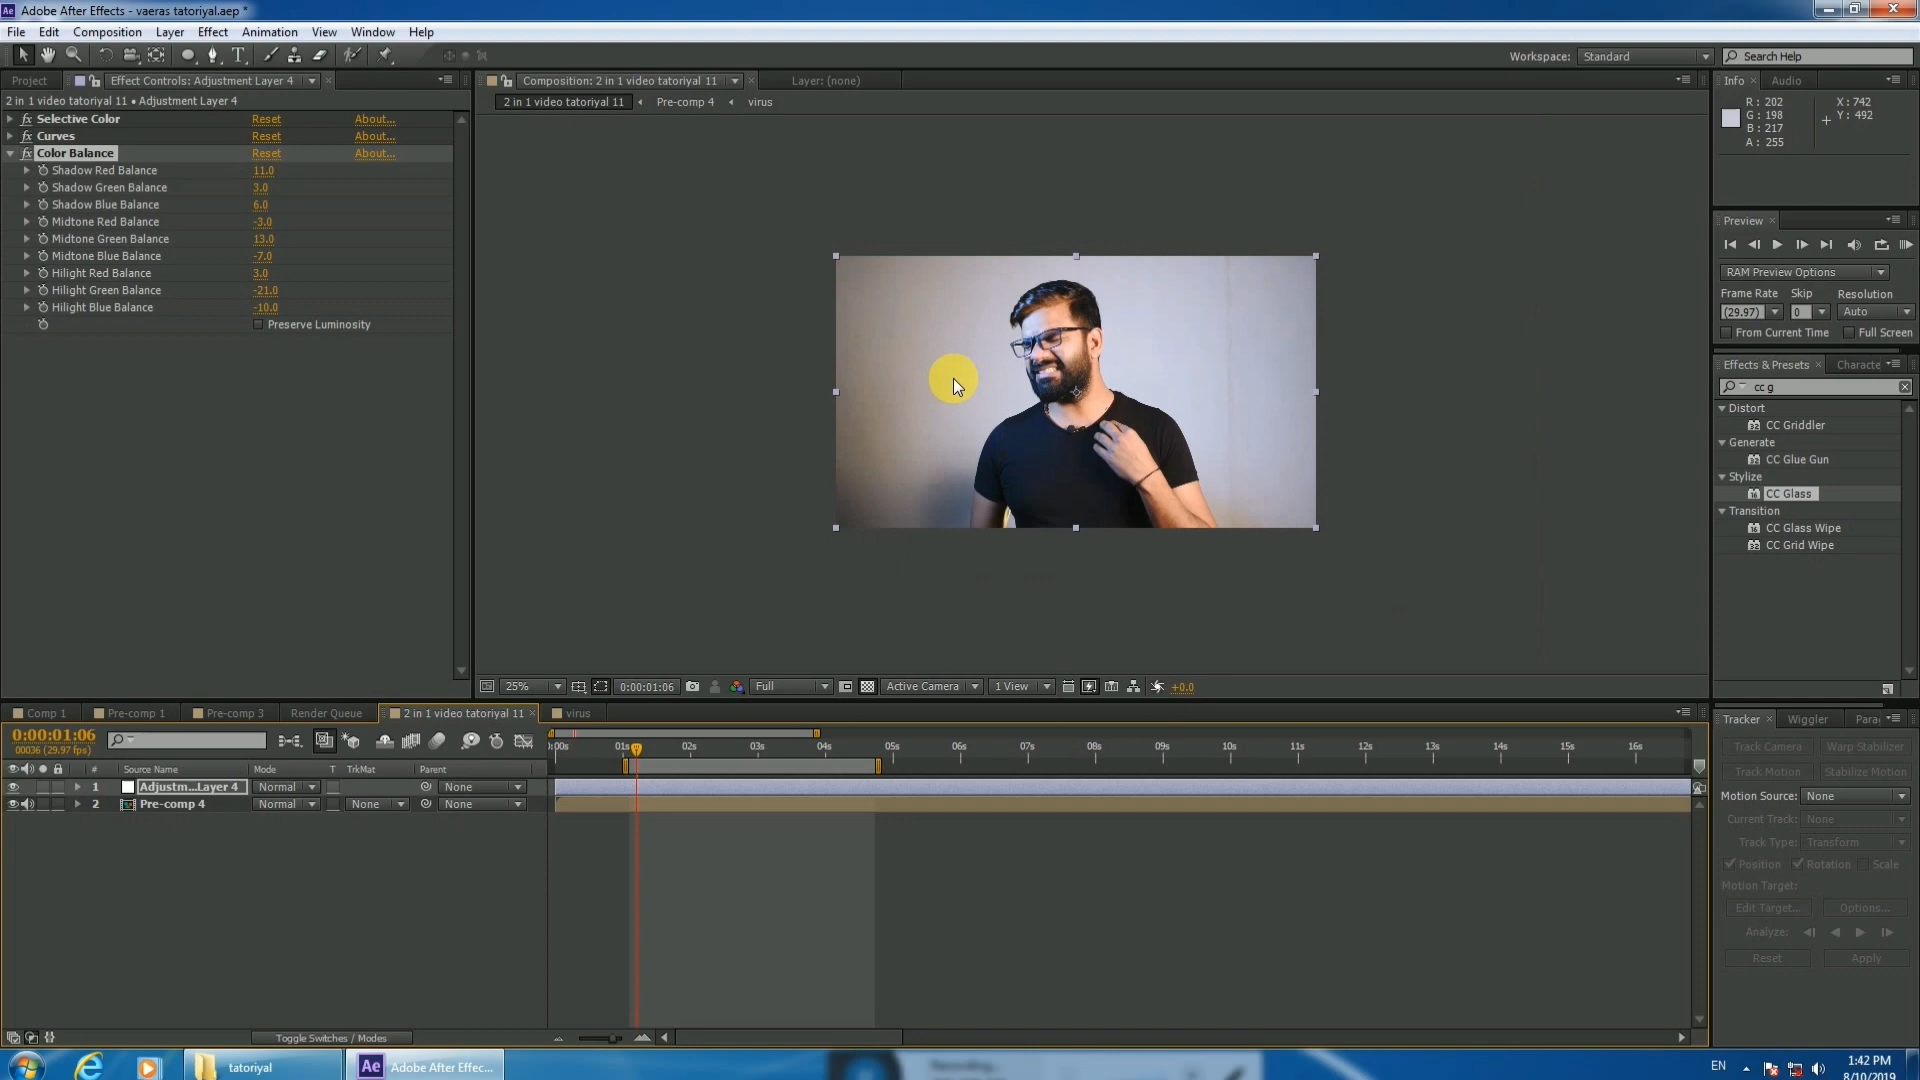 Adobe After Effects - vaeras tatoriyal.aep *
File Edit Composition Layer Effect Animation View Window Help
Workspace: Standard Search Help
Project Effect Controls: Adjustment Layer 4
2 in 1 video tatoriyal 11 • Adjustment Layer 4
fx Selective Color Reset About...
fx Curves Reset About...
fx Color Balance Reset About...
Shadow Red Balance 11.0
Shadow Green Balance 3.0
Shadow Blue Balance 6.0
Midtone Red Balance -3.0
Midtone Green Balance 13.0
Midtone Blue Balance -7.0
Hilight Red Balance 3.0
Hilight Green Balance -21.0
Hilight Blue Balance -10.0
Preserve Luminosity
Composition: 2 in 1 video tatoriyal 11 Layer: (none)
2 in 1 video tatoriyal 11 Pre-comp 4 virus
25% 0:00:01:06 Full Active Camera 1 View +0.0
Info Audio
R: 202 X: 742
G: 198 Y: 492
B: 217
A: 255
Preview
RAM Preview Options
Frame Rate Skip Resolution
(29.97) 0 Auto
From Current Time Full Screen
Effects & Presets Characte
cc g
Distort
CC Griddler
Generate
CC Glue Gun
Stylize
CC Glass
Transition
CC Glass Wipe
CC Grid Wipe
Comp 1 Pre-comp 1 Pre-comp 3 Render Queue 2 in 1 video tatoriyal 11 virus
0:00:01:06
00036 (29.97 fps)
:00s 01s 02s 03s 04s 05s 06s 07s 08s 09s 10s 11s 12s 13s 14s 15s 16s
# Source Name Mode T TrkMat Parent
1 Adjustm...Layer 4 Normal None
2 Pre-comp 4 Normal None None
Toggle Switches / Modes
Tracker Wiggler Para
Track Camera Warp Stabilizer
Track Motion Stabilize Motion
Motion Source: None
Current Track: None
Track Type: Transform
Position Rotation Scale
Motion Target:
Edit Target... Options...
Analyze:
Reset Apply
tatoriyal Ae Adobe After Effec...
Recording...
EN 1:42 PM
8/10/2019